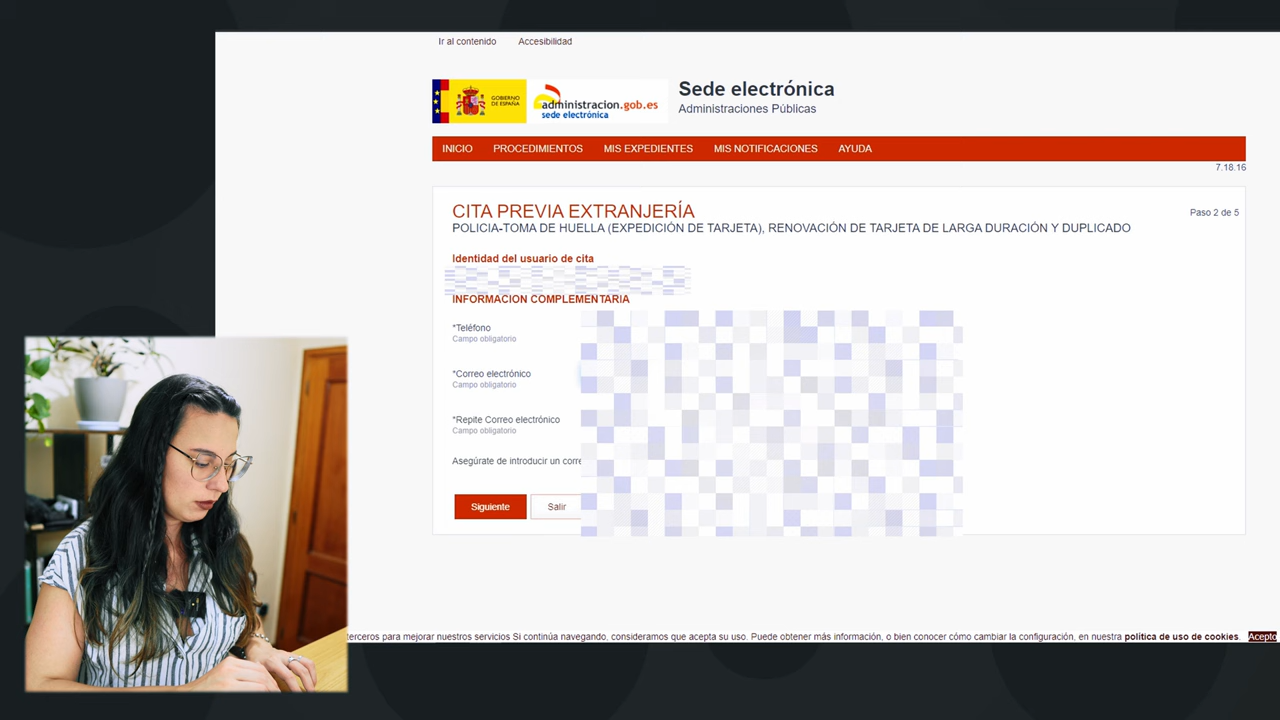 Ir al contenido Accesibilidad
GOBIERNO
DE ESPAÑA
administracion.gob.es
sede electrónica
Sede electrónica
Administraciones Públicas
INICIO PROCEDIMIENTOS MIS EXPEDIENTES MIS NOTIFICACIONES AYUDA
7.18.16
CITA PREVIA EXTRANJERÍA
Paso 2 de 5
POLICIA-TOMA DE HUELLA (EXPEDICIÓN DE TARJETA), RENOVACIÓN DE TARJETA DE LARGA DURACIÓN Y DUPLICADO
Identidad del usuario de cita
INFORMACION COMPLEMENTARIA
*Teléfono
Campo obligatorio
*Correo electrónico
Campo obligatorio
*Repite Correo electrónico
Campo obligatorio
Asegúrate de introducir un corre
Siguiente Salir
terceros para mejorar nuestros servicios Si continúa navegando, consideramos que acepta su uso. Puede obtener más información, o bien conocer cómo cambiar la configuración, en nuestra política de uso de cookies. Acepto